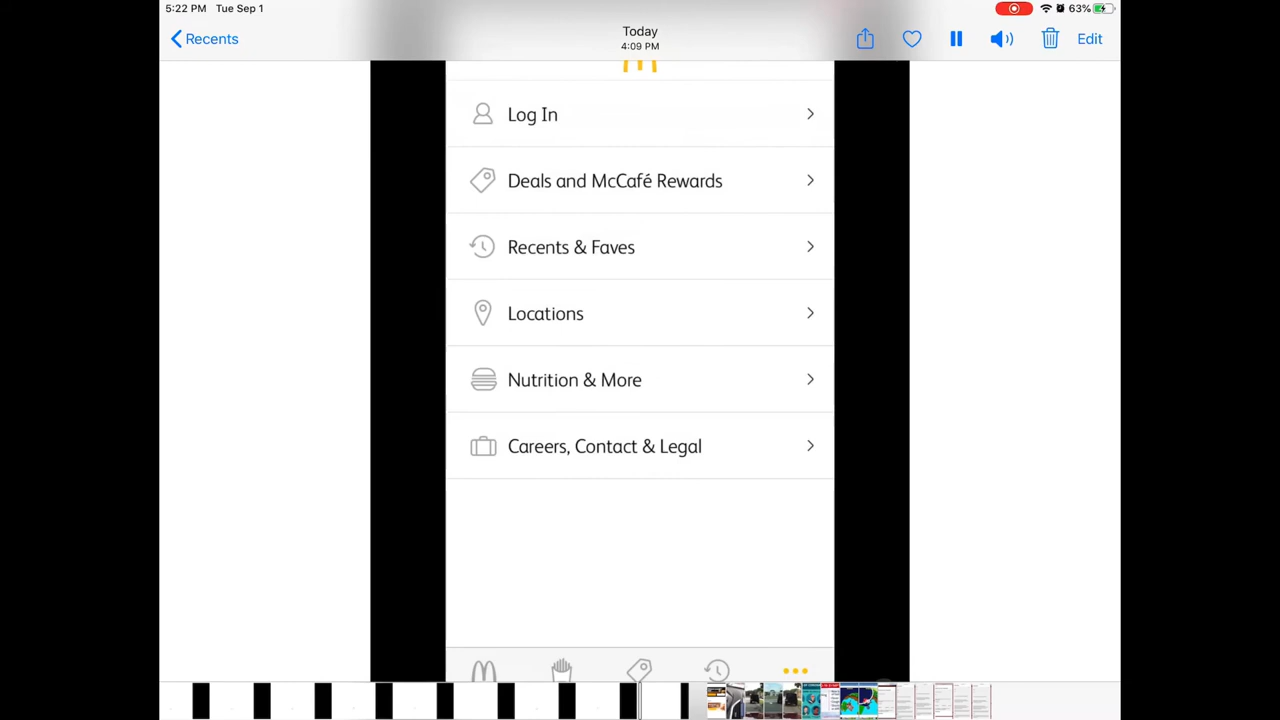 5:22 PM Tue Sep 1
63%
Recents
Today
4:09 PM
Edit
Log In
Deals and McCafé Rewards
Recents & Faves
Locations
Nutrition & More
Careers, Contact & Legal